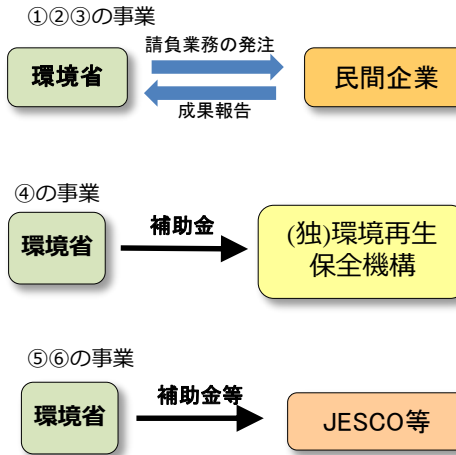 ①②③の事業
請負業務の発注
環境省
民間企業
成果報告
④の事業
補助金
環境省
(独)環境再生
保全機構
⑤⑥の事業
補助金等
環境省
JESCO等